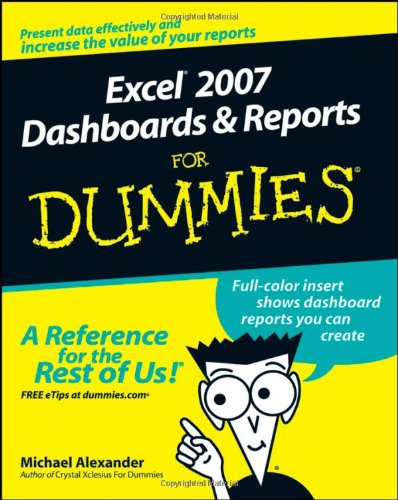 Present data effectively and
increase the value of your reports
Excel® 2007
Dashboards & Reports
FOR
DUMMIES®
Full-color insert
shows dashboard
reports you can
create
A Reference
for the
Rest of Us!®
FREE eTips at dummies.com®
Michael Alexander
Author of Crystal Xclesius For Dummies